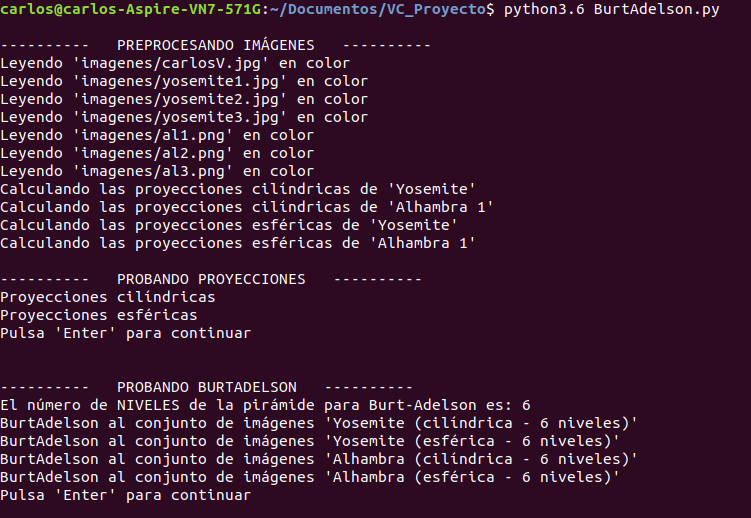 carlos@carlos-Aspire-VN7-571G:~/Documentos/VC_Proyecto$ python3.6 BurtAdelson.py
----------   PREPROCESANDO IMÁGENES   ----------
Leyendo 'imagenes/carlosV.jpg' en color
Leyendo 'imagenes/yosemite1.jpg' en color
Leyendo 'imagenes/yosemite2.jpg' en color
Leyendo 'imagenes/yosemite3.jpg' en color
Leyendo 'imagenes/al1.png' en color
Leyendo 'imagenes/al2.png' en color
Leyendo 'imagenes/al3.png' en color
Calculando las proyecciones cilíndricas de 'Yosemite'
Calculando las proyecciones cilíndricas de 'Alhambra 1'
Calculando las proyecciones esféricas de 'Yosemite'
Calculando las proyecciones esféricas de 'Alhambra 1'
----------   PROBANDO PROYECCIONES   ----------
Proyecciones cilíndricas
Proyecciones esféricas
Pulsa 'Enter' para continuar
----------   PROBANDO BURTADELSON   ----------
El número de NIVELES de la pirámide para Burt-Adelson es: 6
BurtAdelson al conjunto de imágenes 'Yosemite (cilíndrica - 6 niveles)'
BurtAdelson al conjunto de imágenes 'Yosemite (esférica - 6 niveles)'
BurtAdelson al conjunto de imágenes 'Alhambra (cilíndrica - 6 niveles)'
BurtAdelson al conjunto de imágenes 'Alhambra (esférica - 6 niveles)'
Pulsa 'Enter' para continuar